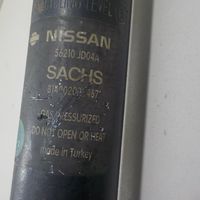 NISSAN
56210 JD04A
SACHS
GAS PRESSURIZED
DO NOT OPEN OR HEAT
made in Turkey